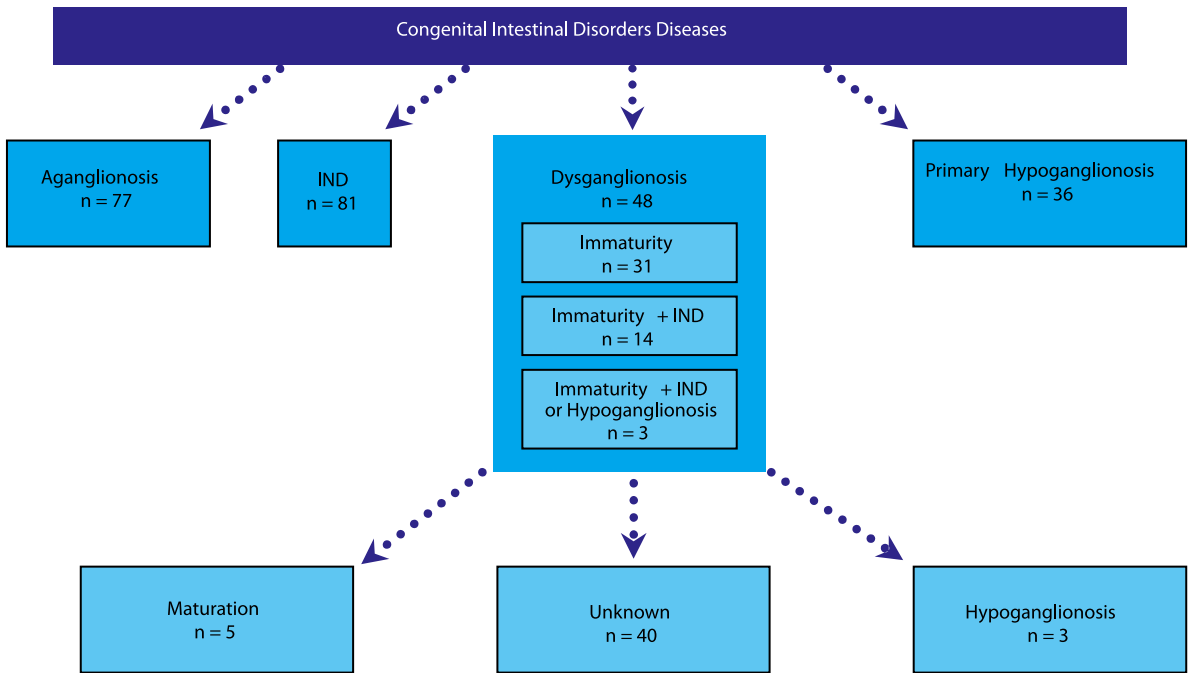 Congenital Intestinal Disorders Diseases
Aganglionosis
n = 77
IND
n = 81
Dysganglionosis
n = 48
Immaturity
n = 31
Immaturity + IND
n = 14
Immaturity + IND
or Hypoganglionosis
n = 3
Primary Hypoganglionosis
n = 36
Maturation
n = 5
Unknown
n = 40
Hypoganglionosis
n = 3